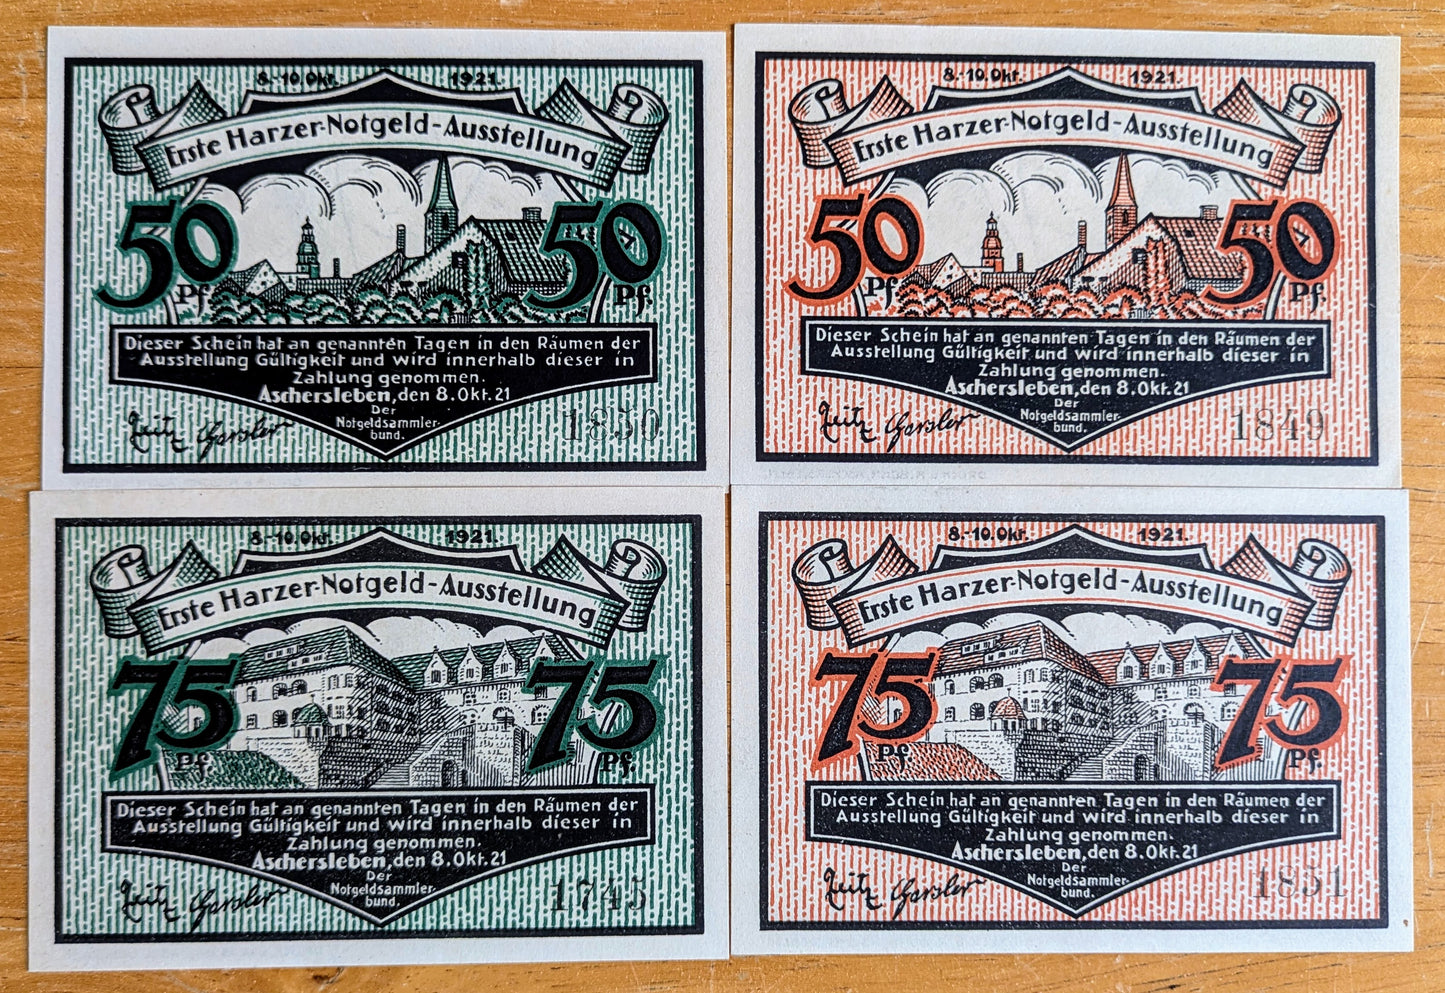 8.-10.Okt. 1921.
Erste Harzer-Notgeld-Ausstellung
50 50
Pf. Pf.
Dieser Schein hat an genannten Tagen in den Räumen der
Ausstellung Gültigkeit und wird innerhalb dieser in
Zahlung genommen.
Aschersleben, den 8.Okt.21
Der
Notgeldsammler-
bund.
Zeitz Gersler
1850
8.-10.Okt. 1921.
Erste Harzer-Notgeld-Ausstellung
50 50
Pf. Pf.
Dieser Schein hat an genannten Tagen in den Räumen der
Ausstellung Gültigkeit und wird innerhalb dieser in
Zahlung genommen.
Aschersleben, den 8.Okt.21
Der
Notgeldsammler-
bund.
Zeitz Gersler
1849
8.-10.Okt. 1921.
Erste Harzer-Notgeld-Ausstellung
75 75
Pf. Pf.
Dieser Schein hat an genannten Tagen in den Räumen der
Ausstellung Gültigkeit und wird innerhalb dieser in
Zahlung genommen.
Aschersleben, den 8.Okt.21
Der
Notgeldsammler-
bund.
Zeitz Gersler
1745
8.-10.Okt. 1921.
Erste Harzer-Notgeld-Ausstellung
75 75
Pf. Pf.
Dieser Schein hat an genannten Tagen in den Räumen der
Ausstellung Gültigkeit und wird innerhalb dieser in
Zahlung genommen.
Aschersleben, den 8.Okt.21
Der
Notgeldsammler-
bund.
Zeitz Gersler
1851